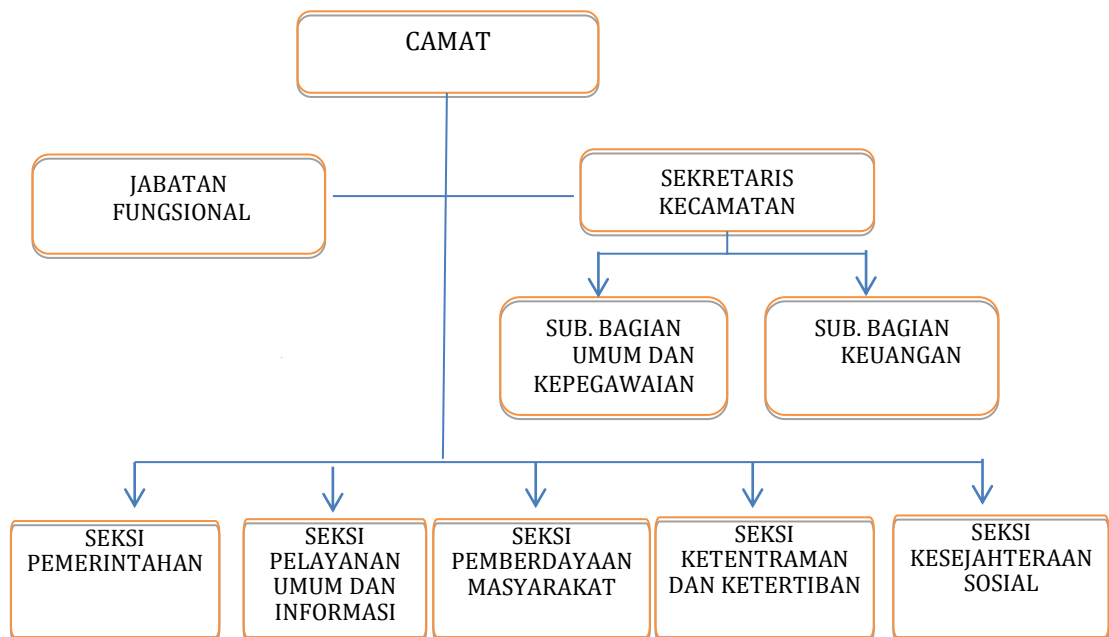 CAMAT
JABATAN
FUNGSIONAL
SEKRETARIS
KECAMATAN
SUB. BAGIAN
UMUM DAN
KEPEGAWAIAN
SUB. BAGIAN
KEUANGAN
SEKSI
PEMERINTAHAN
SEKSI
PELAYANAN
UMUM DAN
INFORMASI
SEKSI
PEMBERDAYAAN
MASYARAKAT
SEKSI
KETENTRAMAN
DAN KETERTIBAN
SEKSI
KESEJAHTERAAN
SOSIAL